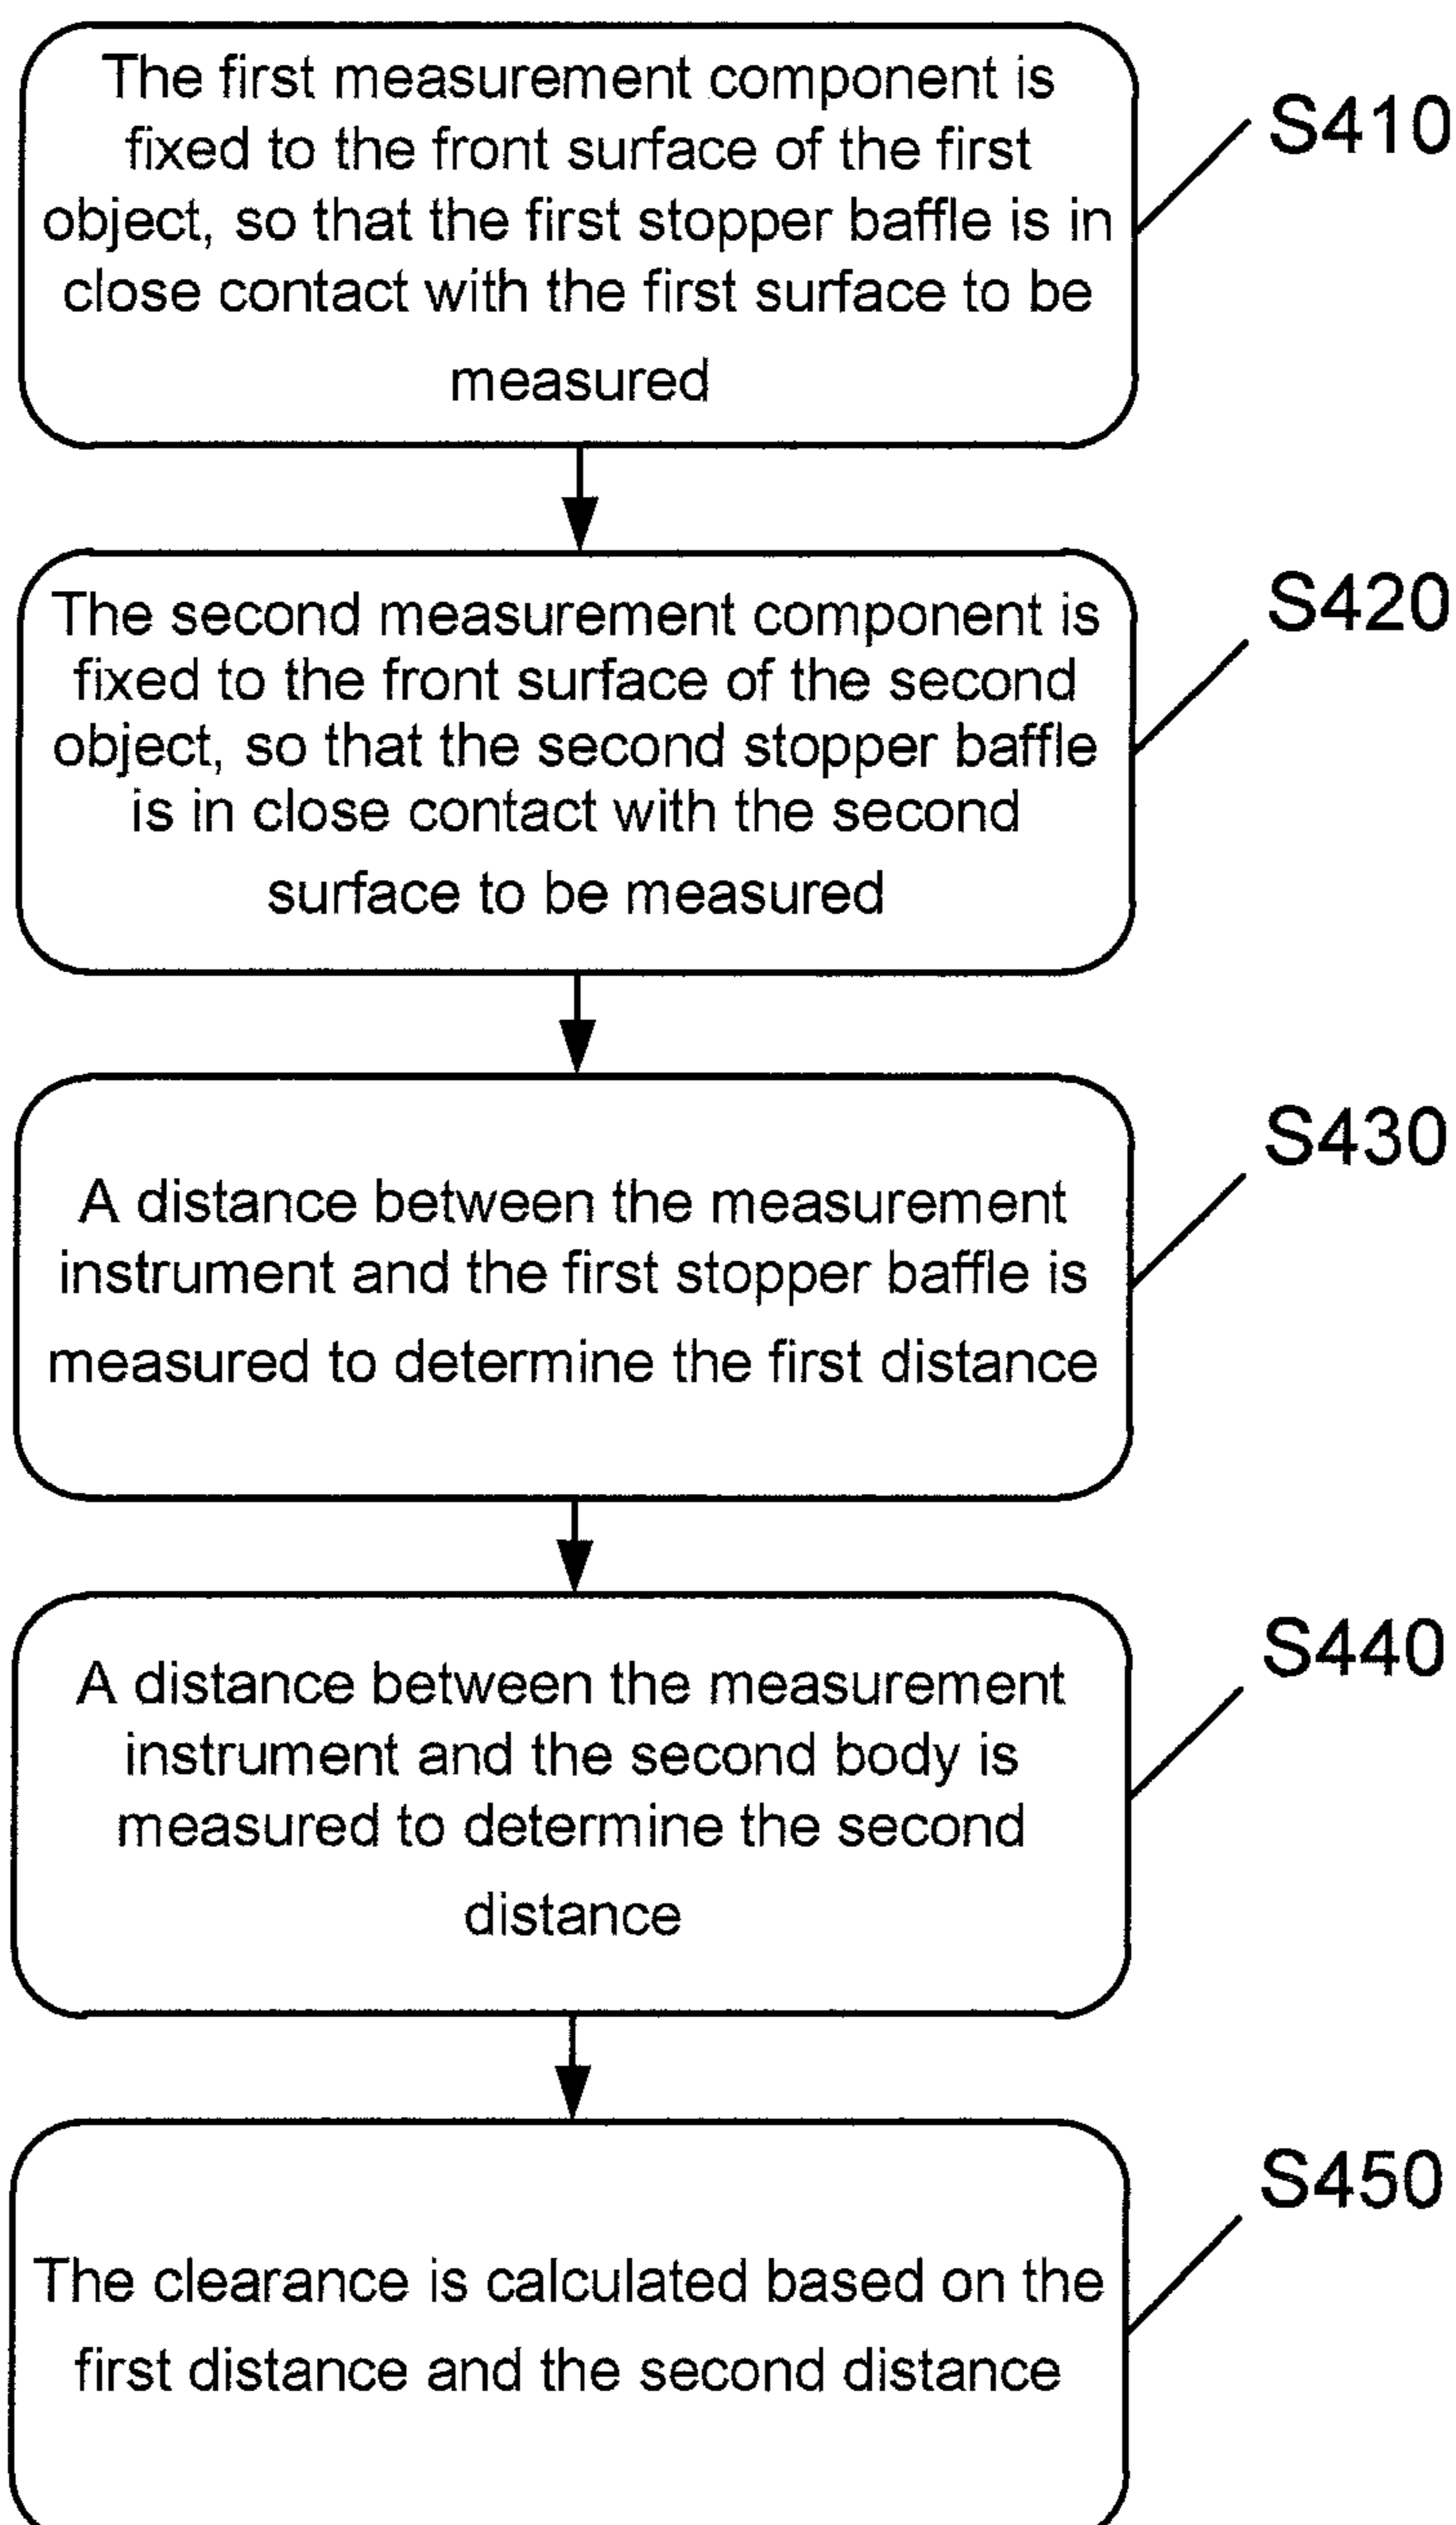 The first measurement component is
fixed to the front surface of the first
object, so that the first stopper baffle is in
close contact with the first surface to be
measured
S410
The second measurement component is
fixed to the front surface of the second
object, so that the second stopper baffle
is in close contact with the second
surface to be measured
S420
A distance between the measurement
instrument and the first stopper baffle is
measured to determine the first distance
S430
A distance between the measurement
instrument and the second body is
measured to determine the second
distance
S440
The clearance is calculated based on the
first distance and the second distance
S450